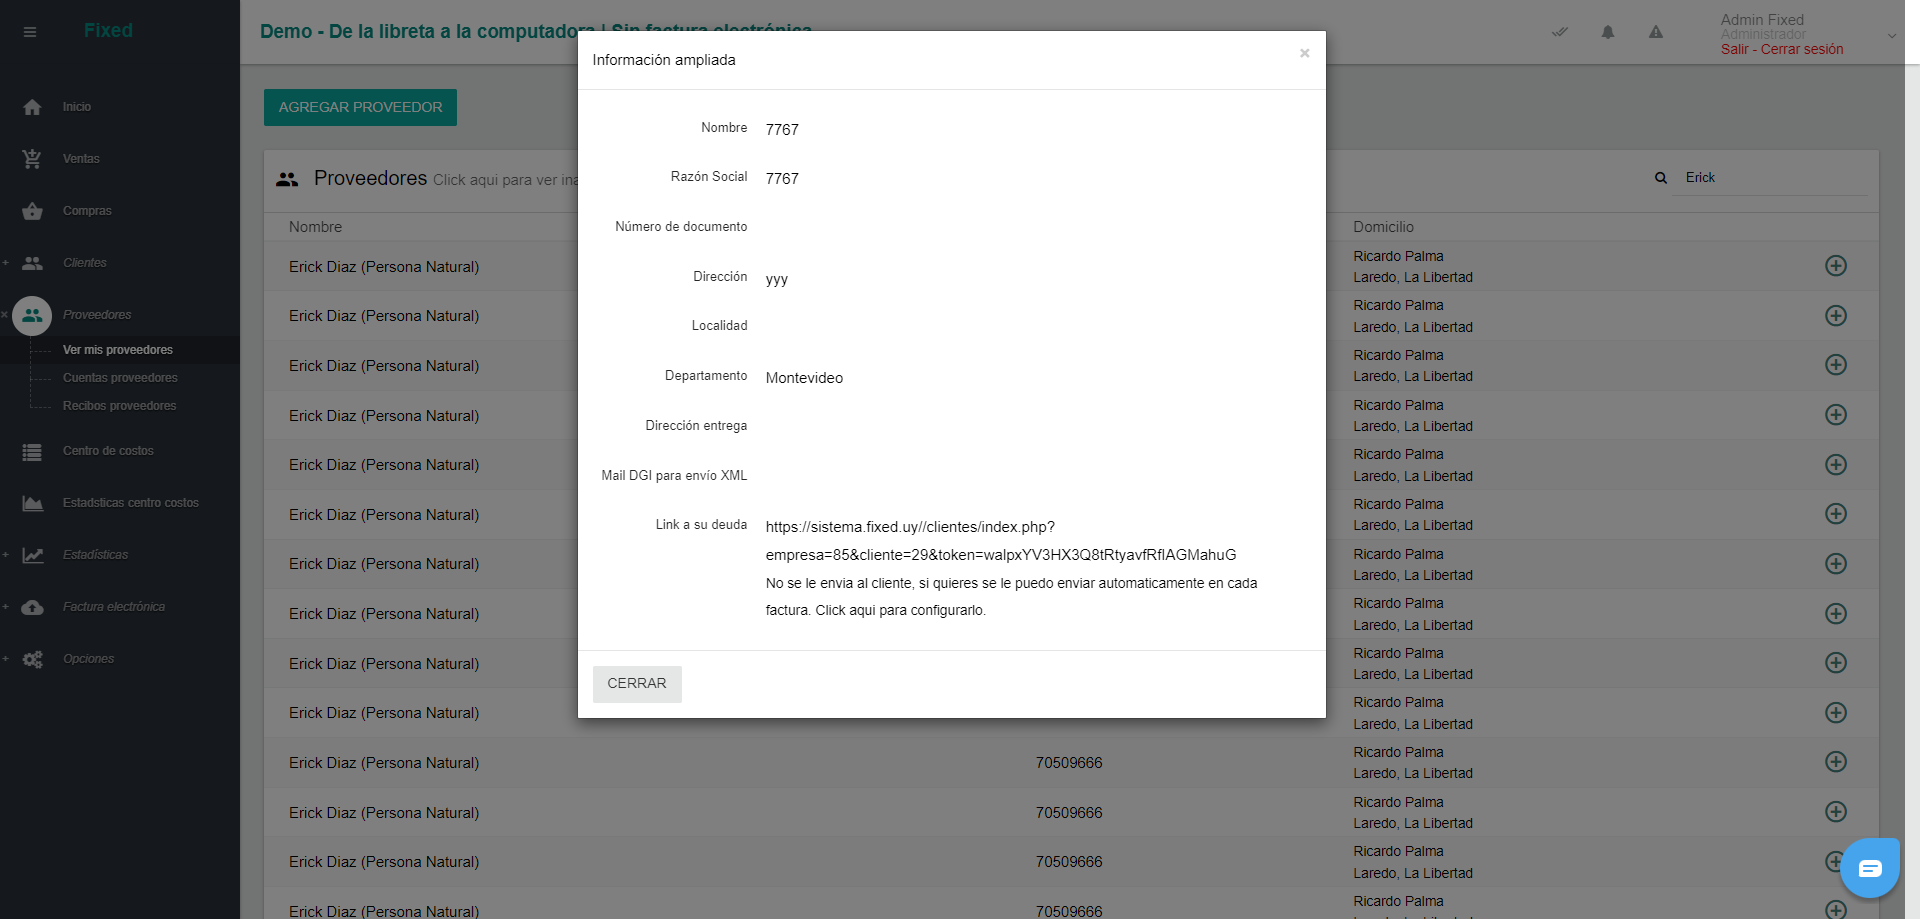 Fixed
Demo - De la libreta a la computadora | Sin factura electrónica
Admin Fixed
Administrador
Salir - Cerrar sesión
Inicio
Ventas
Compras
Clientes
Proveedores
Ver mis proveedores
Cuentas proveedores
Recibos proveedores
Centro de costos
Estadsticas centro costos
Estadísticas
Factura electrónica
Opciones
AGREGAR PROVEEDOR
Proveedores Click aqui para ver ina
Erick
Nombre
Domicilio
Erick Diaz (Persona Natural)
Ricardo Palma
Laredo, La Libertad
Erick Diaz (Persona Natural)
Ricardo Palma
Laredo, La Libertad
Erick Diaz (Persona Natural)
Ricardo Palma
Laredo, La Libertad
Erick Diaz (Persona Natural)
Ricardo Palma
Laredo, La Libertad
Erick Diaz (Persona Natural)
Ricardo Palma
Laredo, La Libertad
Erick Diaz (Persona Natural)
Ricardo Palma
Laredo, La Libertad
Erick Diaz (Persona Natural)
Ricardo Palma
Laredo, La Libertad
Erick Diaz (Persona Natural)
Ricardo Palma
Laredo, La Libertad
Erick Diaz (Persona Natural)
Ricardo Palma
Laredo, La Libertad
Erick Diaz (Persona Natural)
Ricardo Palma
Laredo, La Libertad
Erick Diaz (Persona Natural) 70509666
Ricardo Palma
Laredo, La Libertad
Erick Diaz (Persona Natural) 70509666
Ricardo Palma
Laredo, La Libertad
Erick Diaz (Persona Natural) 70509666
Ricardo Palma
Laredo, La Libertad
Erick Diaz (Persona Natural) 70509666
Ricardo Palma
Información ampliada
×
Nombre 7767
Razón Social 7767
Número de documento
Dirección yyy
Localidad
Departamento Montevideo
Dirección entrega
Mail DGI para envío XML
Link a su deuda https://sistema.fixed.uy//clientes/index.php?
empresa=85&cliente=29&token=walpxYV3HX3Q8tRtyavfRflAGMahuG
No se le envia al cliente, si quieres se le puedo enviar automaticamente en cada
factura. Click aqui para configurarlo.
CERRAR